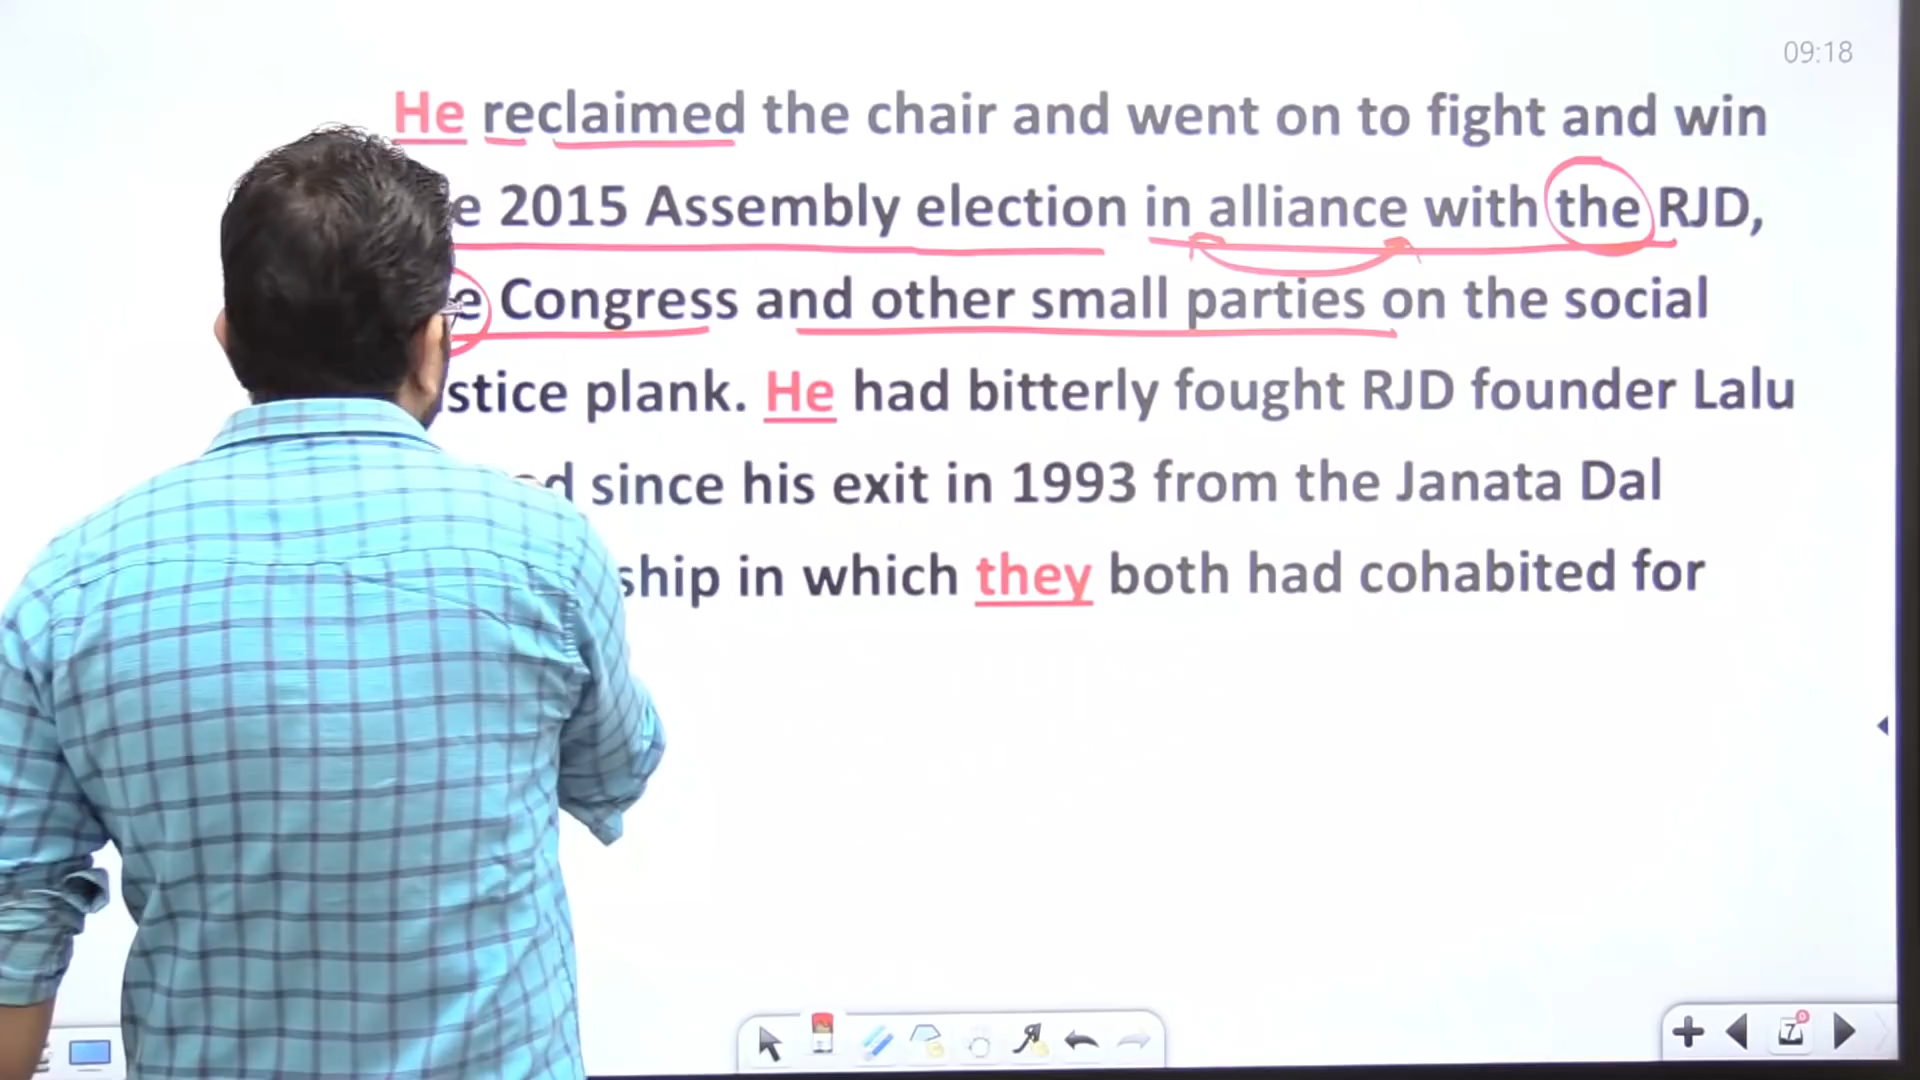 09:18
He reclaimed the chair and went on to fight and win
2015 Assembly election in alliance with the RJD,
Congress and other small parties on the social
plank. He had bitterly fought RJD founder Lalu
since his exit in 1993 from the Janata Dal
in which they both had cohabited for
7